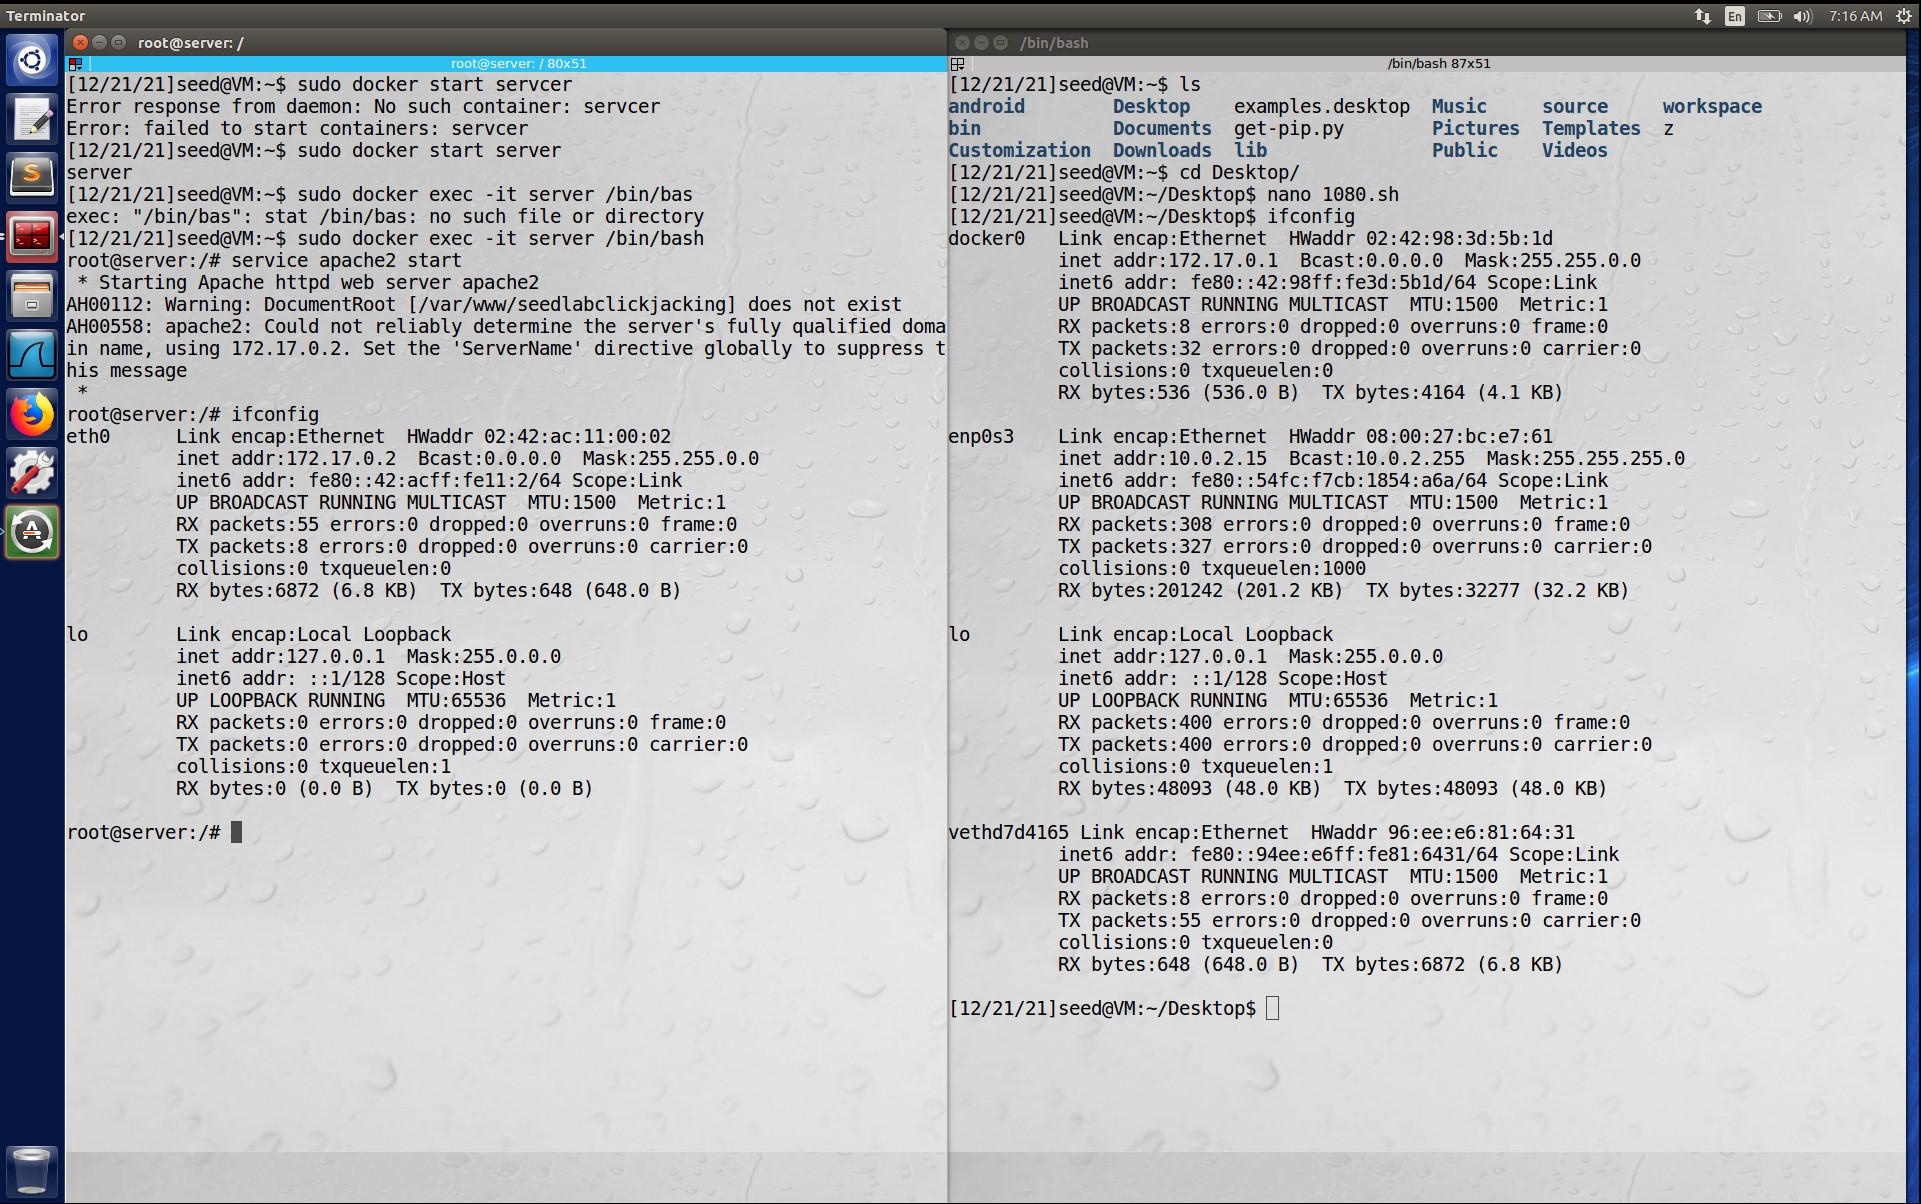 Terminator
En
7:16 AM
root@server: /
root@server: / 80x51
[12/21/21]seed@VM:~$ sudo docker start servcer
Error response from daemon: No such container: servcer
Error: failed to start containers: servcer
[12/21/21]seed@VM:~$ sudo docker start server
server
[12/21/21]seed@VM:~$ sudo docker exec -it server /bin/bas
exec: "/bin/bas": stat /bin/bas: no such file or directory
[12/21/21]seed@VM:~$ sudo docker exec -it server /bin/bash
root@server:/# service apache2 start
 * Starting Apache httpd web server apache2
AH00112: Warning: DocumentRoot [/var/www/seedlabclickjacking] does not exist
AH00558: apache2: Could not reliably determine the server's fully qualified doma
in name, using 172.17.0.2. Set the 'ServerName' directive globally to suppress t
his message
 *
root@server:/# ifconfig
eth0      Link encap:Ethernet  HWaddr 02:42:ac:11:00:02
          inet addr:172.17.0.2  Bcast:0.0.0.0  Mask:255.255.0.0
          inet6 addr: fe80::42:acff:fe11:2/64 Scope:Link
          UP BROADCAST RUNNING MULTICAST  MTU:1500  Metric:1
          RX packets:55 errors:0 dropped:0 overruns:0 frame:0
          TX packets:8 errors:0 dropped:0 overruns:0 carrier:0
          collisions:0 txqueuelen:0
          RX bytes:6872 (6.8 KB)  TX bytes:648 (648.0 B)
lo        Link encap:Local Loopback
          inet addr:127.0.0.1  Mask:255.0.0.0
          inet6 addr: ::1/128 Scope:Host
          UP LOOPBACK RUNNING  MTU:65536  Metric:1
          RX packets:0 errors:0 dropped:0 overruns:0 frame:0
          TX packets:0 errors:0 dropped:0 overruns:0 carrier:0
          collisions:0 txqueuelen:1
          RX bytes:0 (0.0 B)  TX bytes:0 (0.0 B)
root@server:/#
/bin/bash
/bin/bash 87x51
[12/21/21]seed@VM:~$ ls
android        Desktop    examples.desktop  Music     source     workspace
bin            Documents  get-pip.py        Pictures  Templates  z
Customization  Downloads  lib               Public    Videos
[12/21/21]seed@VM:~$ cd Desktop/
[12/21/21]seed@VM:~/Desktop$ nano 1080.sh
[12/21/21]seed@VM:~/Desktop$ ifconfig
docker0   Link encap:Ethernet  HWaddr 02:42:98:3d:5b:1d
          inet addr:172.17.0.1  Bcast:0.0.0.0  Mask:255.255.0.0
          inet6 addr: fe80::42:98ff:fe3d:5b1d/64 Scope:Link
          UP BROADCAST RUNNING MULTICAST  MTU:1500  Metric:1
          RX packets:8 errors:0 dropped:0 overruns:0 frame:0
          TX packets:32 errors:0 dropped:0 overruns:0 carrier:0
          collisions:0 txqueuelen:0
          RX bytes:536 (536.0 B)  TX bytes:4164 (4.1 KB)
enp0s3    Link encap:Ethernet  HWaddr 08:00:27:bc:e7:61
          inet addr:10.0.2.15  Bcast:10.0.2.255  Mask:255.255.255.0
          inet6 addr: fe80::54fc:f7cb:1854:a6a/64 Scope:Link
          UP BROADCAST RUNNING MULTICAST  MTU:1500  Metric:1
          RX packets:308 errors:0 dropped:0 overruns:0 frame:0
          TX packets:327 errors:0 dropped:0 overruns:0 carrier:0
          collisions:0 txqueuelen:1000
          RX bytes:201242 (201.2 KB)  TX bytes:32277 (32.2 KB)
lo        Link encap:Local Loopback
          inet addr:127.0.0.1  Mask:255.0.0.0
          inet6 addr: ::1/128 Scope:Host
          UP LOOPBACK RUNNING  MTU:65536  Metric:1
          RX packets:400 errors:0 dropped:0 overruns:0 frame:0
          TX packets:400 errors:0 dropped:0 overruns:0 carrier:0
          collisions:0 txqueuelen:1
          RX bytes:48093 (48.0 KB)  TX bytes:48093 (48.0 KB)
vethd7d4165 Link encap:Ethernet  HWaddr 96:ee:e6:81:64:31
          inet6 addr: fe80::94ee:e6ff:fe81:6431/64 Scope:Link
          UP BROADCAST RUNNING MULTICAST  MTU:1500  Metric:1
          RX packets:8 errors:0 dropped:0 overruns:0 frame:0
          TX packets:55 errors:0 dropped:0 overruns:0 carrier:0
          collisions:0 txqueuelen:0
          RX bytes:648 (648.0 B)  TX bytes:6872 (6.8 KB)
[12/21/21]seed@VM:~/Desktop$